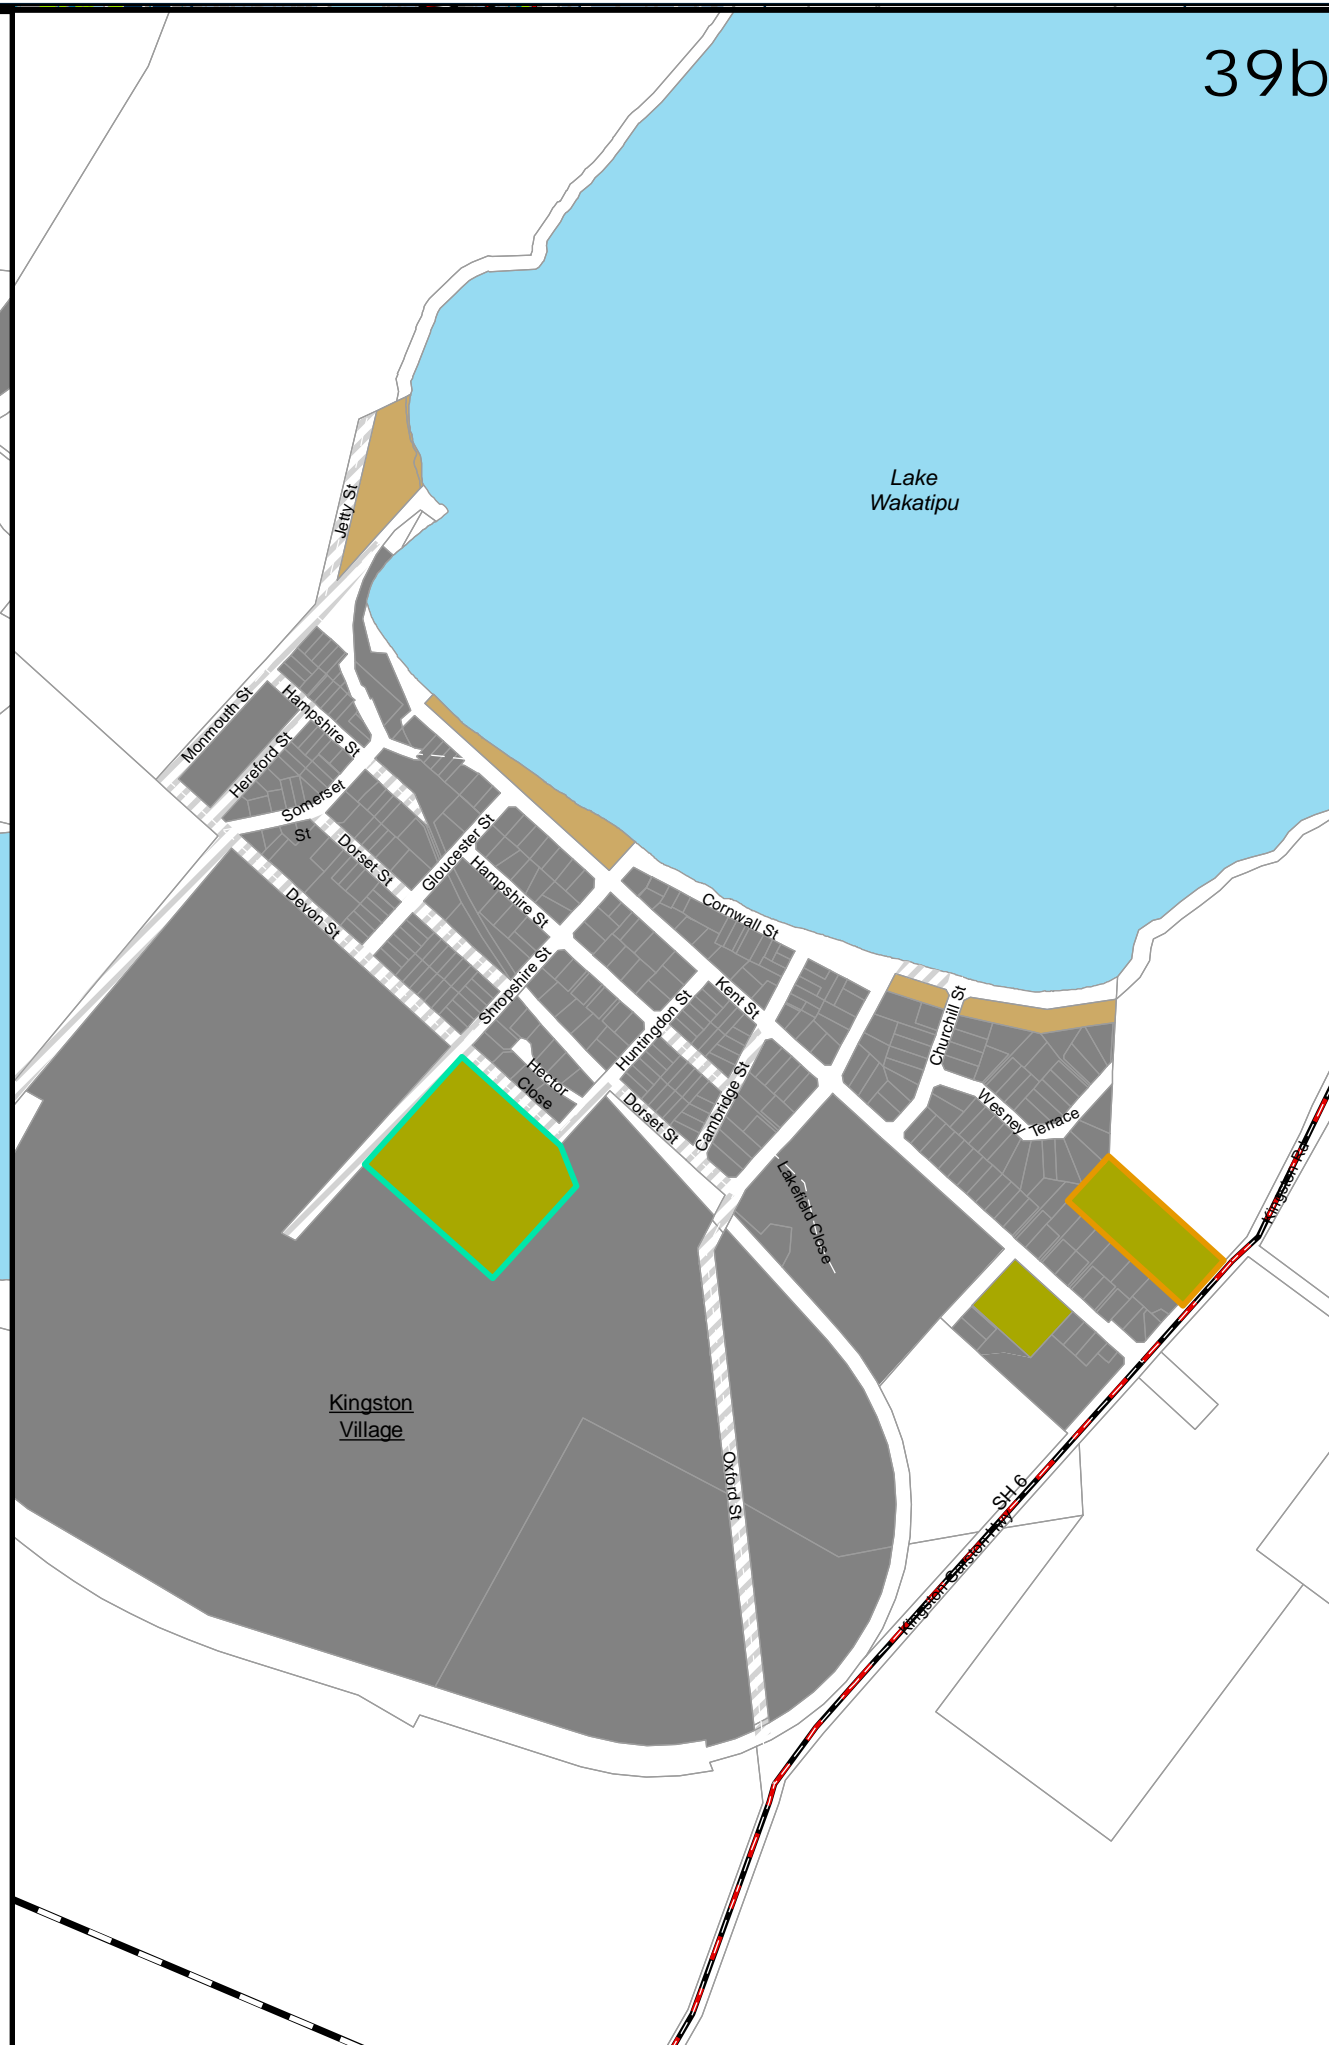 39b
Lake
Wakatipu
Jetty St
Monmouth St
Hampshire St
Hereford St
Somerset
St
Dorset St
Gloucester St
Hampshire St
Devon St
Cornwall St
Shropshire St
Kent St
Huntingdon St
Churchill St
Hector
Close
Dorset St
Cambridge St
Wesney Terrace
Lakefield Close
Kingston Rd
Kingston
Village
Oxford St
SH 6
Kingston Garston Hwy